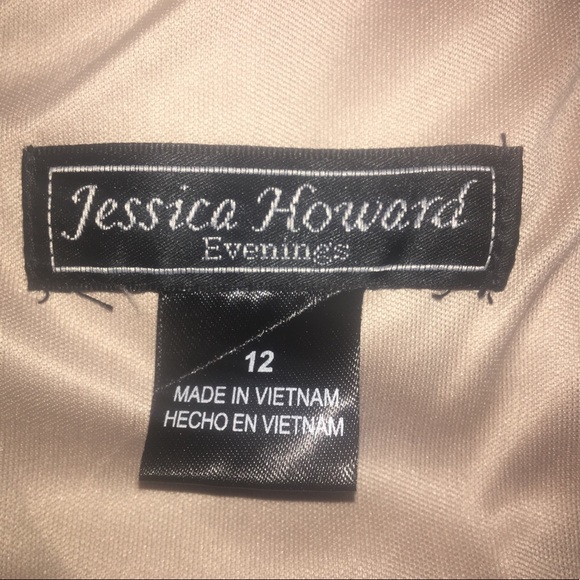 Jessica Howard
Evenings
12
MADE IN VIETNAM
HECHO EN VIETNAM